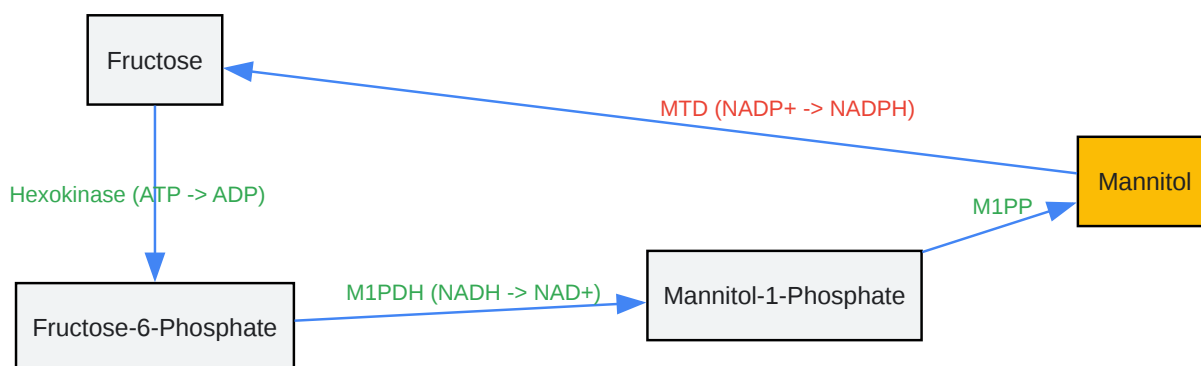 Fructose
MTD (NADP+ -> NADPH)
Mannitol
Hexokinase (ATP -> ADP)
M1PP
M1PDH (NADH -> NAD+)
Mannitol-1-Phosphate
Fructose-6-Phosphate